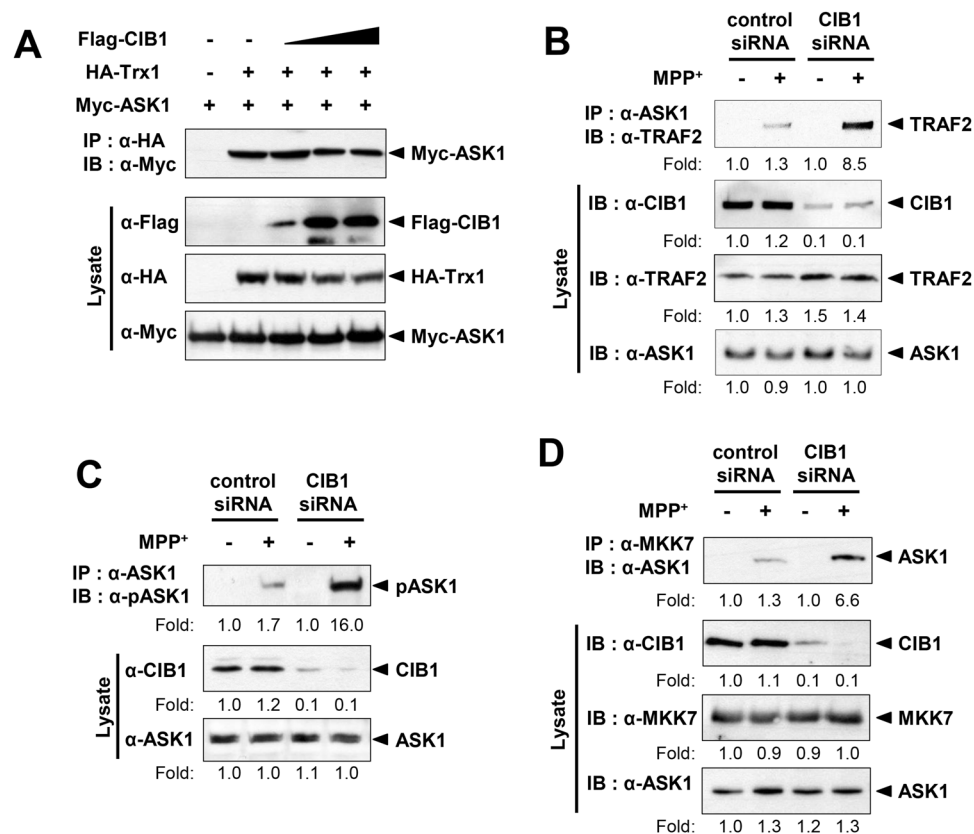 A
Flag-CIB1 - -
HA-Trx1 - + + + +
Myc-ASK1 + + + + +
IP : α-HA
IB : α-Myc
Myc-ASK1
Lysate
α-Flag Flag-CIB1
α-HA HA-Trx1
α-Myc Myc-ASK1
B
control siRNA
CIB1 siRNA
MPP+ - + - +
IP : α-ASK1
IB : α-TRAF2
TRAF2
Fold: 1.0 1.3 1.0 8.5
Lysate
IB : α-CIB1 CIB1
Fold: 1.0 1.2 0.1 0.1
IB : α-TRAF2 TRAF2
Fold: 1.0 1.3 1.5 1.4
IB : α-ASK1 ASK1
Fold: 1.0 0.9 1.0 1.0
C
control siRNA
CIB1 siRNA
MPP+ - + - +
IP : α-ASK1
IB : α-pASK1
pASK1
Fold: 1.0 1.7 1.0 16.0
Lysate
α-CIB1 CIB1
Fold: 1.0 1.2 0.1 0.1
α-ASK1 ASK1
Fold: 1.0 1.0 1.1 1.0
D
control siRNA
CIB1 siRNA
MPP+ - + - +
IP : α-MKK7
IB : α-ASK1
ASK1
Fold: 1.0 1.3 1.0 6.6
Lysate
IB : α-CIB1 CIB1
Fold: 1.0 1.1 0.1 0.1
IB : α-MKK7 MKK7
Fold: 1.0 0.9 0.9 1.0
IB : α-ASK1 ASK1
Fold: 1.0 1.3 1.2 1.3